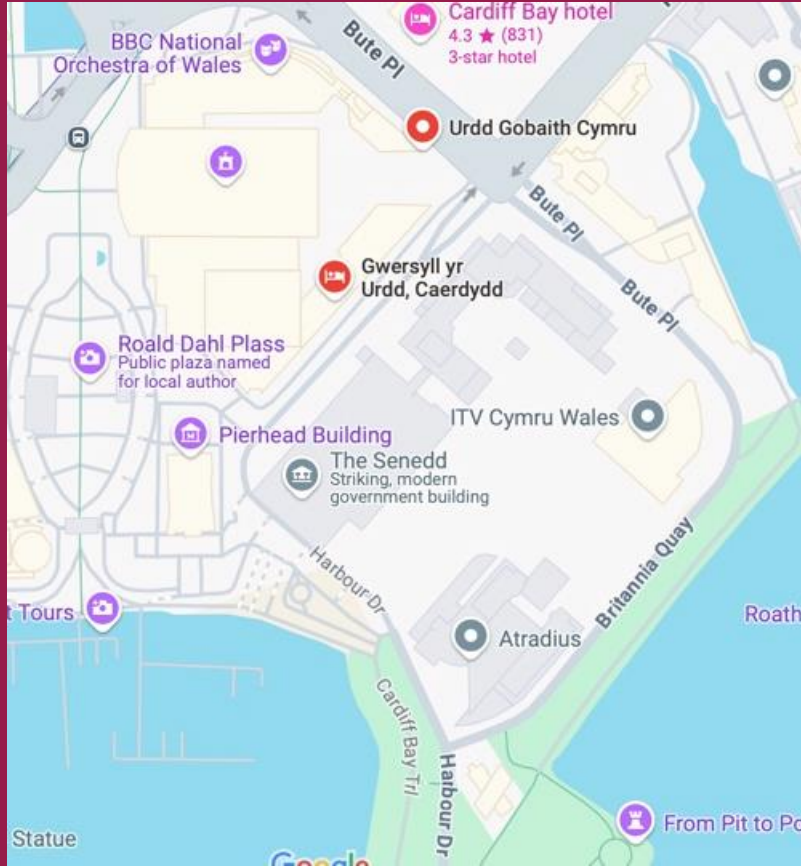 Cardiff Bay hotel
4.3 ★ (831)
3-star hotel
BBC National
Orchestra of Wales
Bute Pl
Urdd Gobaith Cymru
Bute Pl
Gwersyll yr
Urdd, Caerdydd
Bute Pl
Roald Dahl Plass
Public plaza named
for local author
ITV Cymru Wales
Pierhead Building
The Senedd
Striking, modern
government building
Harbour Dr
Britannia Quay
Tours
Roath
Atradius
Cardiff Bay Trl
Harbour Dr
From Pit to
Statue
Google